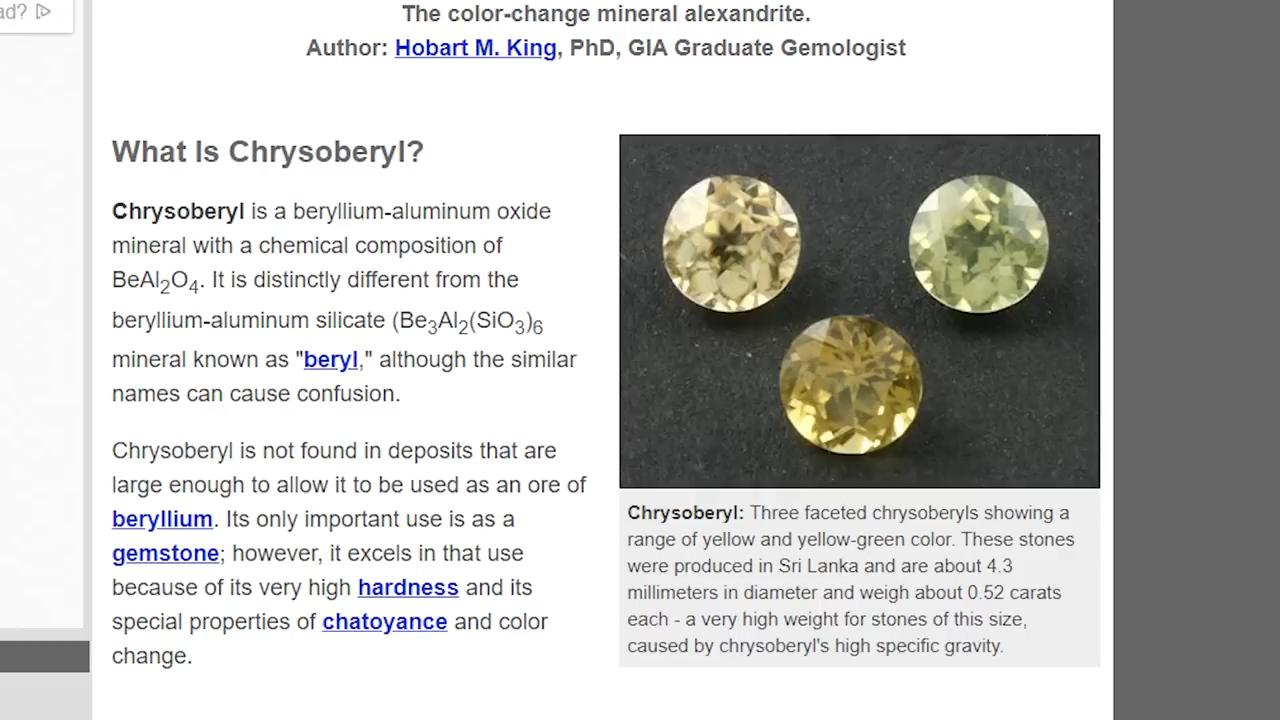 ad?
The color-change mineral alexandrite.
Author: Hobart M. King, PhD, GIA Graduate Gemologist
What Is Chrysoberyl?
Chrysoberyl is a beryllium-aluminum oxide
mineral with a chemical composition of
BeAl₂O₄. It is distinctly different from the
beryllium-aluminum silicate (Be₃Al₂(SiO₃)₆
mineral known as "beryl," although the similar
names can cause confusion.
Chrysoberyl is not found in deposits that are
large enough to allow it to be used as an ore of
beryllium. Its only important use is as a
gemstone; however, it excels in that use
because of its very high hardness and its
special properties of chatoyance and color
change.
Chrysoberyl: Three faceted chrysoberyls showing a
range of yellow and yellow-green color. These stones
were produced in Sri Lanka and are about 4.3
millimeters in diameter and weigh about 0.52 carats
each - a very high weight for stones of this size,
caused by chrysoberyl's high specific gravity.